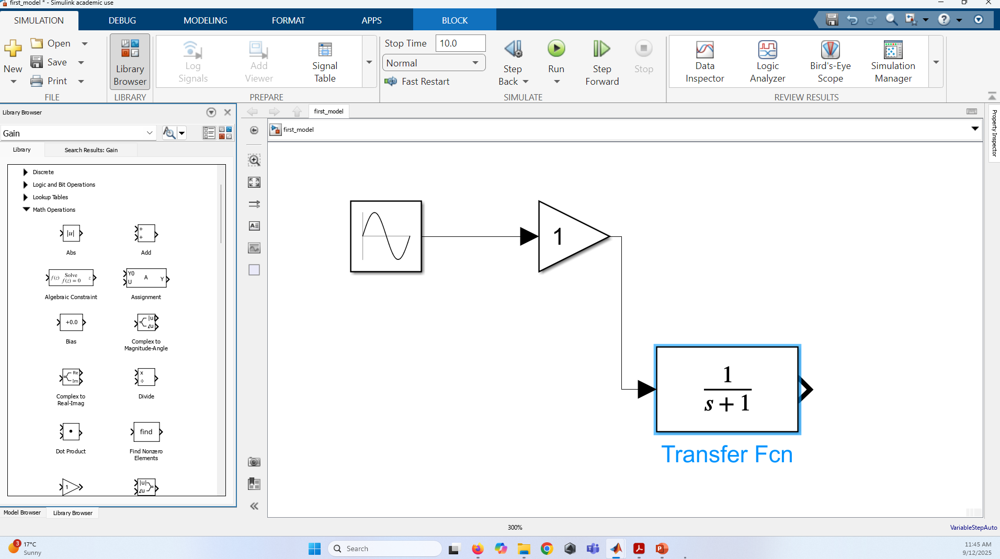 first_model * - Simulink academic use
SIMULATION DEBUG MODELING FORMAT APPS BLOCK
New
Open
Save
Print
FILE
Library
Browser
LIBRARY
Log
Signals
Add
Viewer
Signal
Table
PREPARE
Stop Time 10.0
Normal
Fast Restart
Step
Back
Run
Step
Forward
Stop
SIMULATE
Data
Inspector
Logic
Analyzer
Bird's-Eye
Scope
Simulation
Manager
REVIEW RESULTS
Library Browser
Gain
Library Search Results: Gain
Discrete
Logic and Bit Operations
Lookup Tables
Math Operations
|u|
Abs
+
+
Add
f(z) Solve
f(z) = 0 z
Algebraic Constraint
Y0
U A Y
Assignment
+0.0
Bias
|u|
∠u
Complex to
Magnitude-Angle
Re
Im
Complex to
Real-Imag
x
÷
Divide
Dot Product
find
Find Nonzero
Elements
1
|u|
∠u
Model Browser Library Browser
first_model
first_model
Property Inspector
1
1
s + 1
Transfer Fcn
300%
VariableStepAuto
3
17°C
Sunny
Search
11:45 AM
9/12/2025